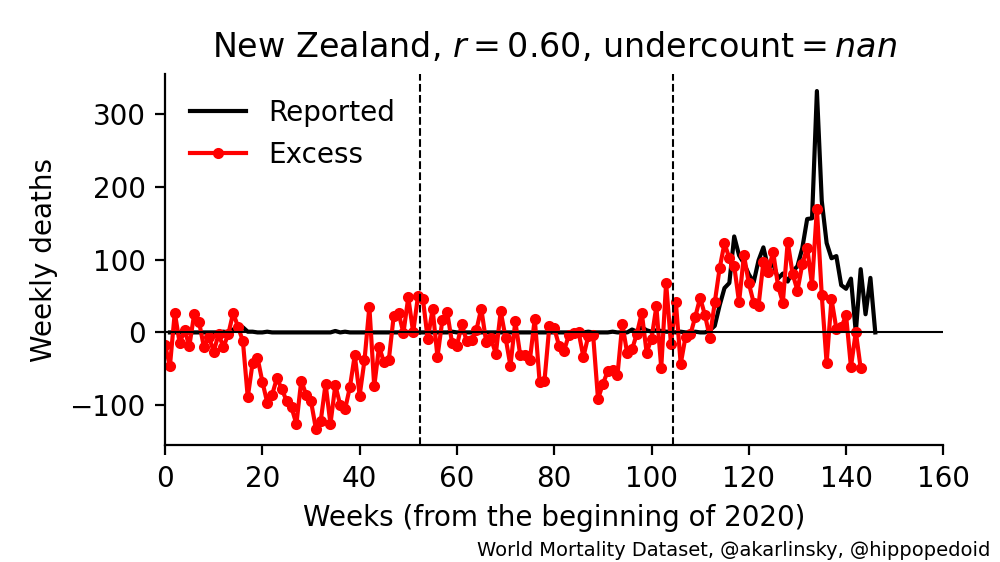 New Zealand, r = 0.60, undercount = nan
Reported
Excess
Weekly deaths
300
200
100
0
−100
0 20 40 60 80 100 120 140 160
Weeks (from the beginning of 2020)
World Mortality Dataset, @akarlinsky, @hippopedoid